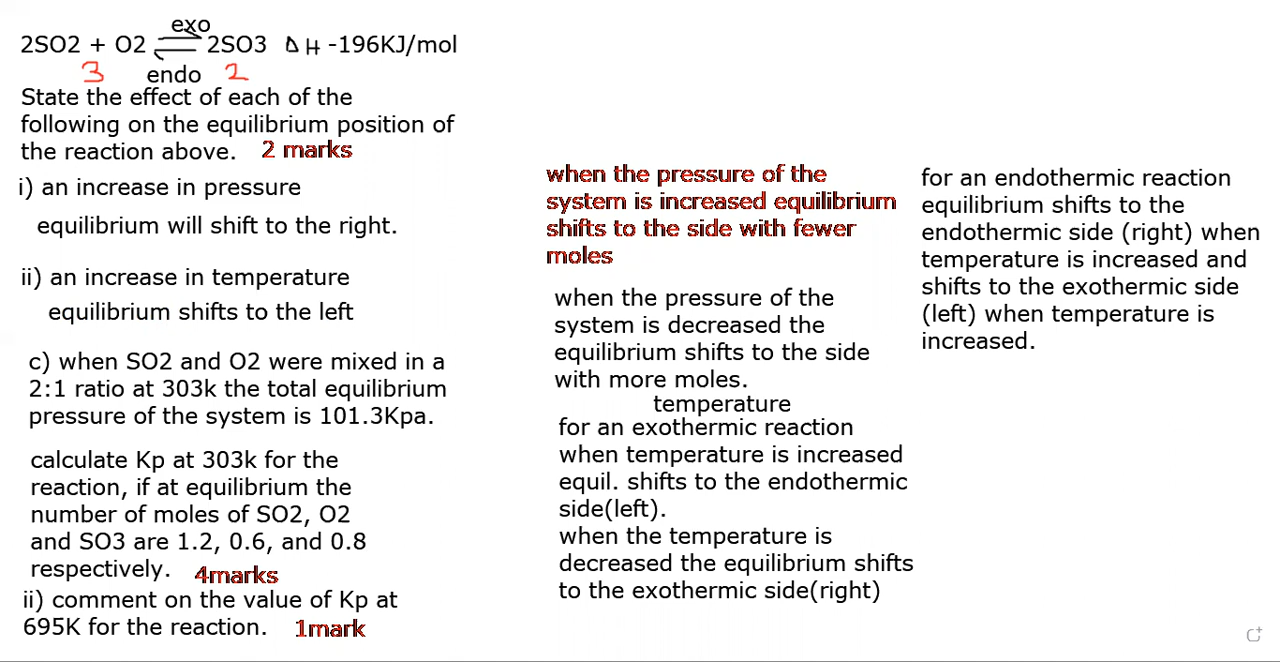 exo
2SO2 + O2 ⇌ 2SO3 ΔH -196KJ/mol
3 endo 2
State the effect of each of the
following on the equilibrium position of
the reaction above. 2 marks
i) an increase in pressure
equilibrium will shift to the right.
ii) an increase in temperature
equilibrium shifts to the left
c) when SO2 and O2 were mixed in a
2:1 ratio at 303k the total equilibrium
pressure of the system is 101.3Kpa.
calculate Kp at 303k for the
reaction, if at equilibrium the
number of moles of SO2, O2
and SO3 are 1.2, 0.6, and 0.8
respectively. 4marks
ii) comment on the value of Kp at
695K for the reaction. 1mark
when the pressure of the
system is increased equilibrium
shifts to the side with fewer
moles
when the pressure of the
system is decreased the
equilibrium shifts to the side
with more moles.
temperature
for an exothermic reaction
when temperature is increased
equil. shifts to the endothermic
side(left).
when the temperature is
decreased the equilibrium shifts
to the exothermic side(right)
for an endothermic reaction
equilibrium shifts to the
endothermic side (right) when
temperature is increased and
shifts to the exothermic side
(left) when temperature is
increased.